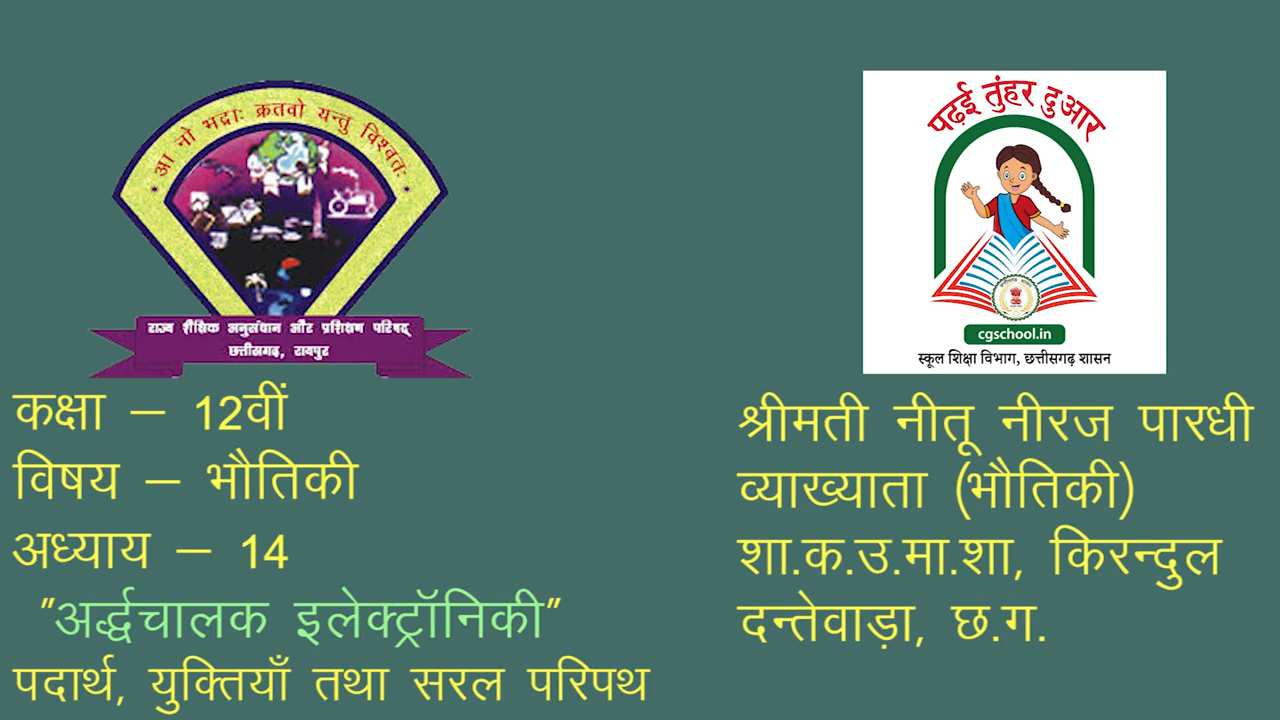 आ नो भद्राः क्रतवो यन्तु विश्वतः
राज्य शैक्षिक अनुसंधान और प्रशिक्षण परिषद्
छत्तीसगढ़, रायपुर
पढ़ई तुंहर दुआर
cgschool.in
स्कूल शिक्षा विभाग, छत्तीसगढ़ शासन
कक्षा – 12वीं
विषय – भौतिकी
अध्याय – 14
"अर्द्धचालक इलेक्ट्रॉनिकी"
पदार्थ, युक्तियाँ तथा सरल परिपथ
श्रीमती नीतू नीरज पारधी
व्याख्याता (भौतिकी)
शा.क.उ.मा.शा, किरन्दुल
दन्तेवाड़ा, छ.ग.